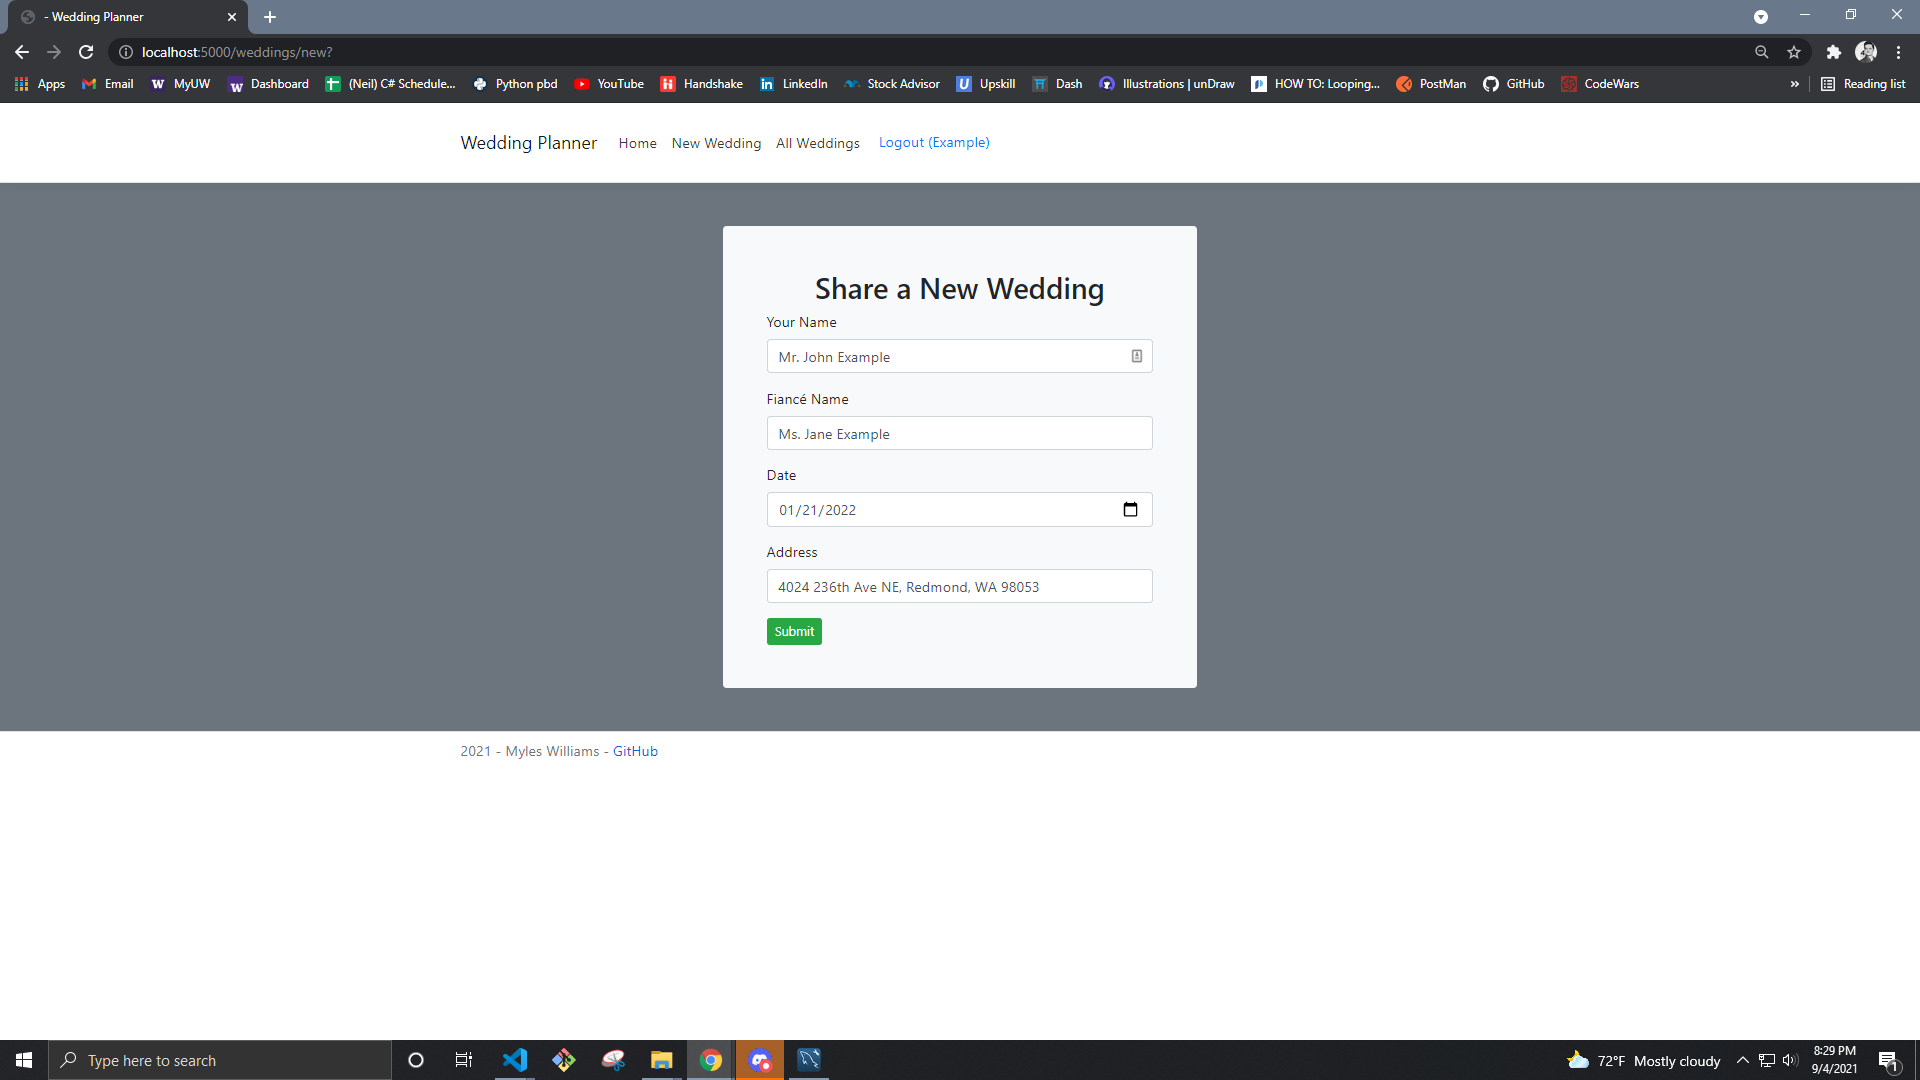 - Wedding Planner
localhost:5000/weddings/new?
Apps Email MyUW Dashboard (Neil) C# Schedule... Python pbd YouTube Handshake LinkedIn Stock Advisor Upskill Dash Illustrations | unDraw HOW TO: Looping... PostMan GitHub CodeWars » Reading list
Wedding Planner Home New Wedding All Weddings Logout (Example)
Share a New Wedding
Your Name
Mr. John Example
Fiancé Name
Ms. Jane Example
Date
01/21/2022
Address
4024 236th Ave NE, Redmond, WA 98053
Submit
2021 - Myles Williams - GitHub
Type here to search
72°F Mostly cloudy
8:29 PM
9/4/2021
1